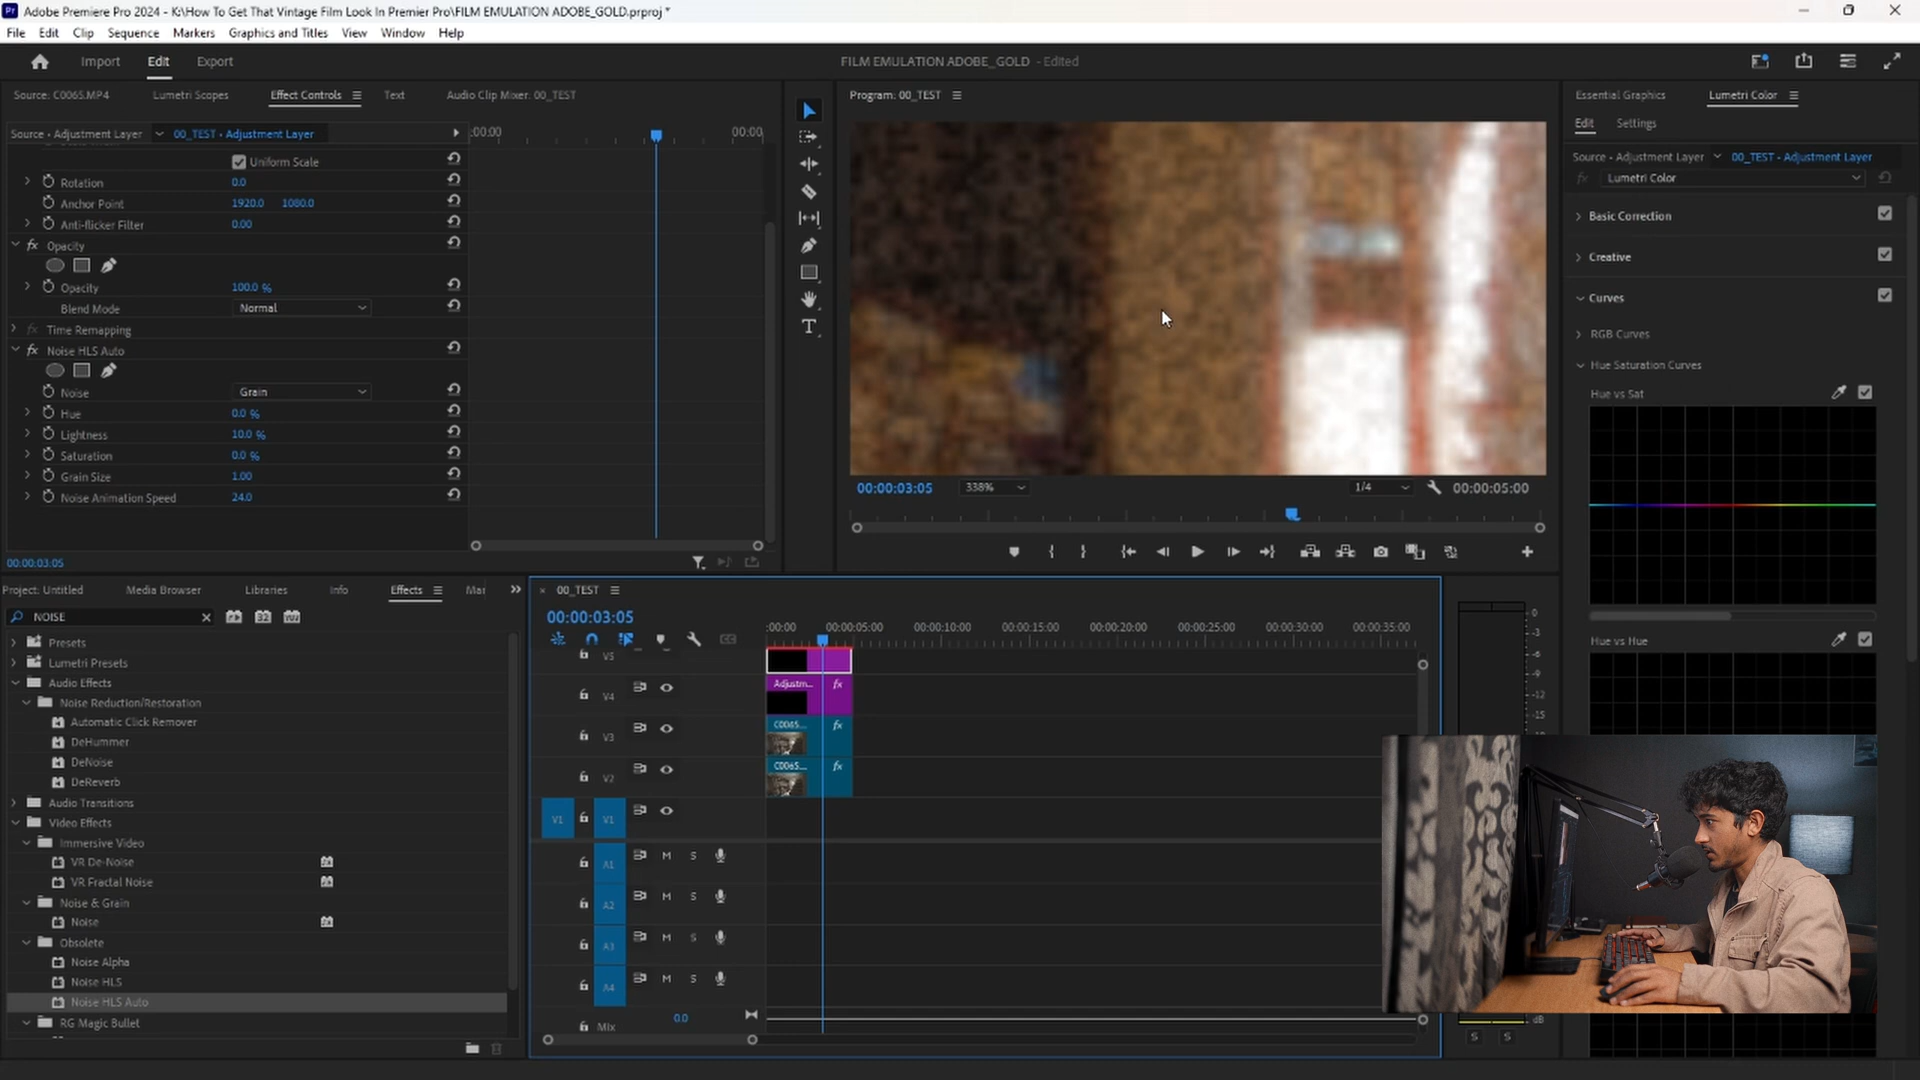 Pr Adobe Premiere Pro 2024 - K:\How To Get That Vintage Film Look In Premier Pro\FILM EMULATION ADOBE_GOLD.prproj *
File Edit Clip Sequence Markers Graphics and Titles View Window Help
Import Edit Export FILM EMULATION ADOBE_GOLD - Edited
Source: C0065.MP4 Lumetri Scopes Effect Controls Text Audio Clip Mixer: 00_TEST
Source - Adjustment Layer 00_TEST - Adjustment Layer
:00:00 00:00
Uniform Scale
Rotation 0.0
Anchor Point 1920.0 1080.0
Anti-flicker Filter 0.00
fx Opacity
Opacity 100.0 %
Blend Mode Normal
fx Time Remapping
fx Noise HLS Auto
Noise Grain
Hue 0.0 %
Lightness 10.0 %
Saturation 0.0 %
Grain Size 1.00
Noise Animation Speed 24.0
00:00:03:05
Program: 00_TEST
00:00:03:05 338% 1/4 00:00:05:00
Essential Graphics Lumetri Color
Edit Settings
Source - Adjustment Layer 00_TEST - Adjustment Layer
fx Lumetri Color
Basic Correction
Creative
Curves
RGB Curves
Hue Saturation Curves
Hue vs Sat
Hue vs Hue
Project: Untitled Media Browser Libraries Info Effects Mar
NOISE
32
Presets
Lumetri Presets
Audio Effects
Noise Reduction/Restoration
Automatic Click Remover
DeHummer
DeNoise
DeReverb
Audio Transitions
Video Effects
Immersive Video
VR De-Noise
VR Fractal Noise
Noise & Grain
Noise
Obsolete
Noise Alpha
Noise HLS
Noise HLS Auto
RG Magic Bullet
× 00_TEST
00:00:03:05
:00:00 00:00:05:00 00:00:10:00 00:00:15:00 00:00:20:00 00:00:25:00 00:00:30:00 00:00:35:00
V5
V4 Adjustm... fx
V3 C0065... fx
V2 C0065... fx
V1 V1
A1 M S
A2 M S
A3 M S
A4 M S
Mix 0.0
0
-3
-6
-9
-12
-15
dB
S S